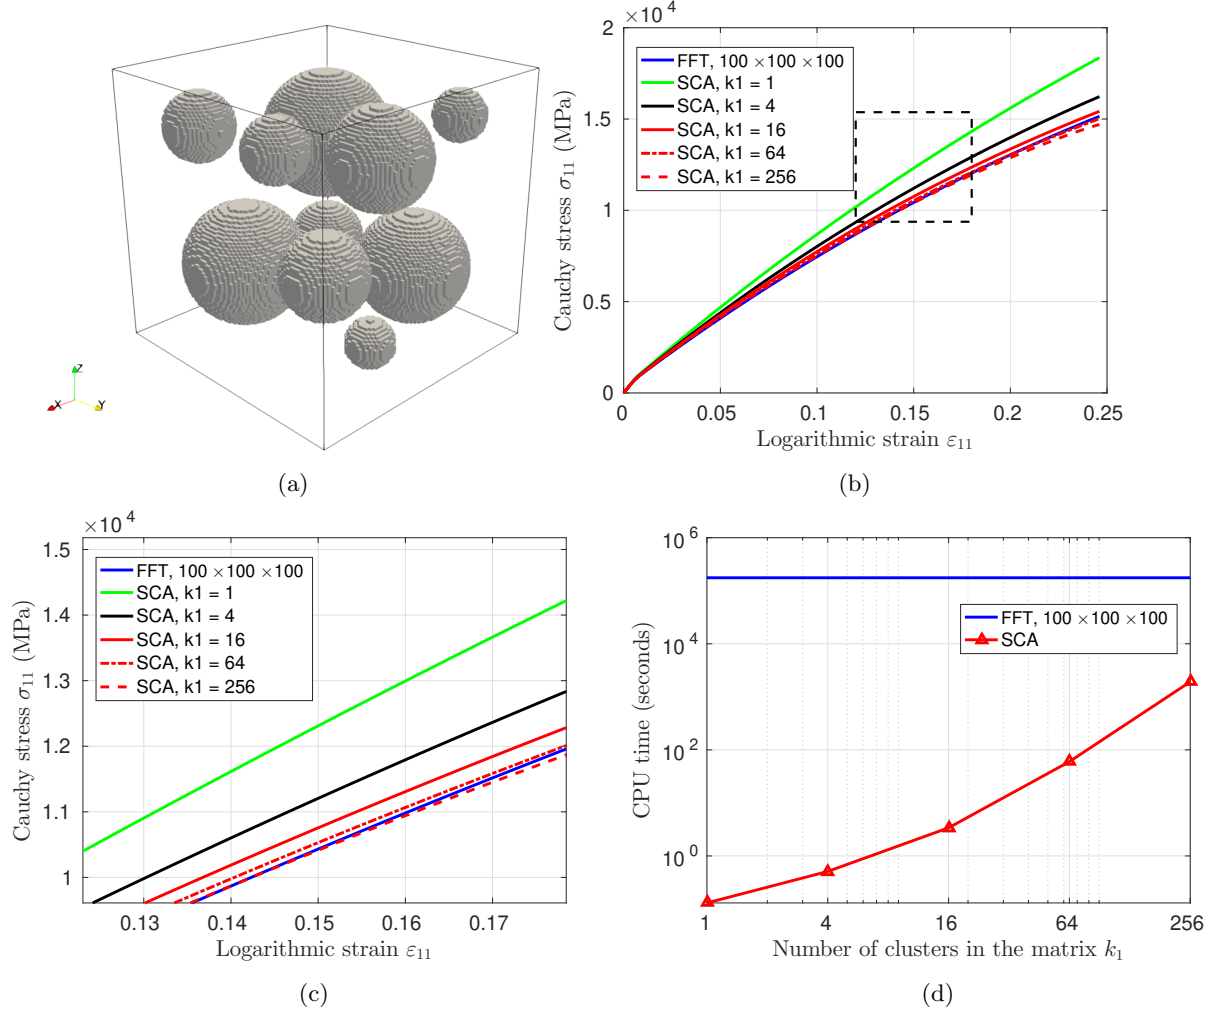 Z
X
Y
(a)
×10^4
2
1.5
1
0.5
0
0
0.05
0.1
0.15
0.2
0.25
Cauchy stress σ_11 (MPa)
Logarithmic strain ε_11
FFT, 100 ×100 ×100
SCA, k1 = 1
SCA, k1 = 4
SCA, k1 = 16
SCA, k1 = 64
SCA, k1 = 256
(b)
×10^4
1.5
1.4
1.3
1.2
1.1
1
0.13
0.14
0.15
0.16
0.17
Cauchy stress σ_11 (MPa)
Logarithmic strain ε_11
FFT, 100 ×100 ×100
SCA, k1 = 1
SCA, k1 = 4
SCA, k1 = 16
SCA, k1 = 64
SCA, k1 = 256
(c)
10^6
10^4
10^2
10^0
1
4
16
64
256
CPU time (seconds)
Number of clusters in the matrix k_1
FFT, 100 ×100 ×100
SCA
(d)